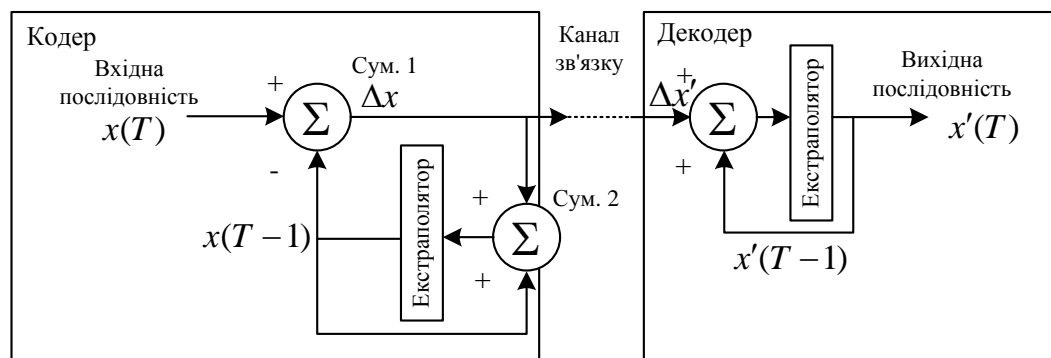 Кодер
Вхідна
послідовність
x(T)
+
-
Σ
Сум. 1
Δx
Екстраполятор
x(T − 1)
+
+
Σ
Сум. 2
Канал
зв'язку
Декодер
Δx′
+
+
Σ
Екстраполятор
x′(T − 1)
Вихідна
послідовність
x′(T)